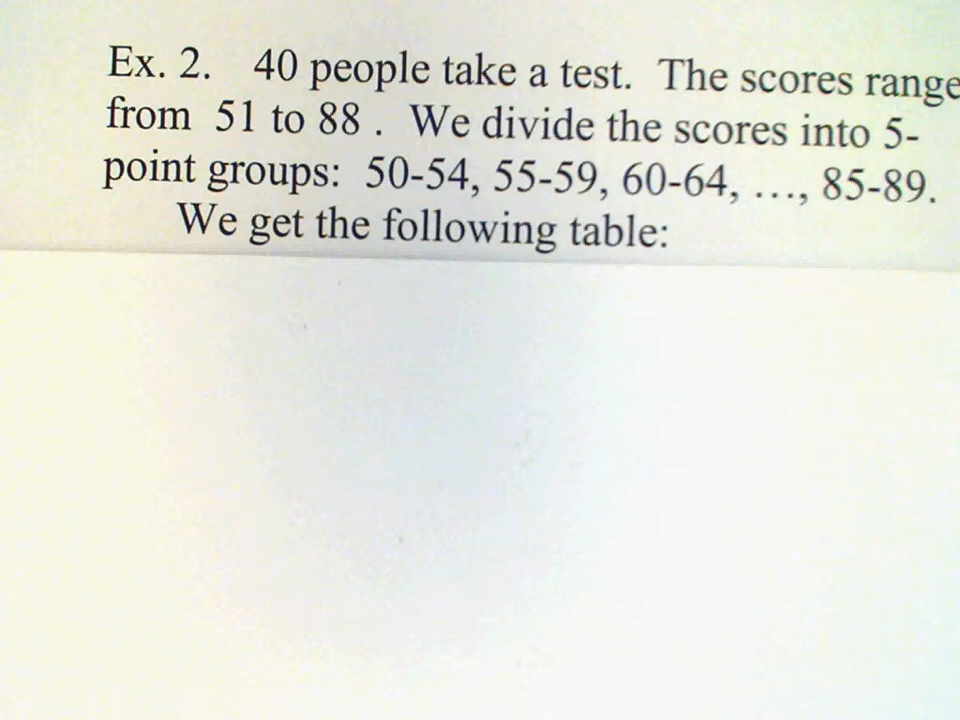 Ex. 2. 40 people take a test. The scores range
from 51 to 88 . We divide the scores into 5-
point groups: 50-54, 55-59, 60-64, ..., 85-89.
We get the following table: